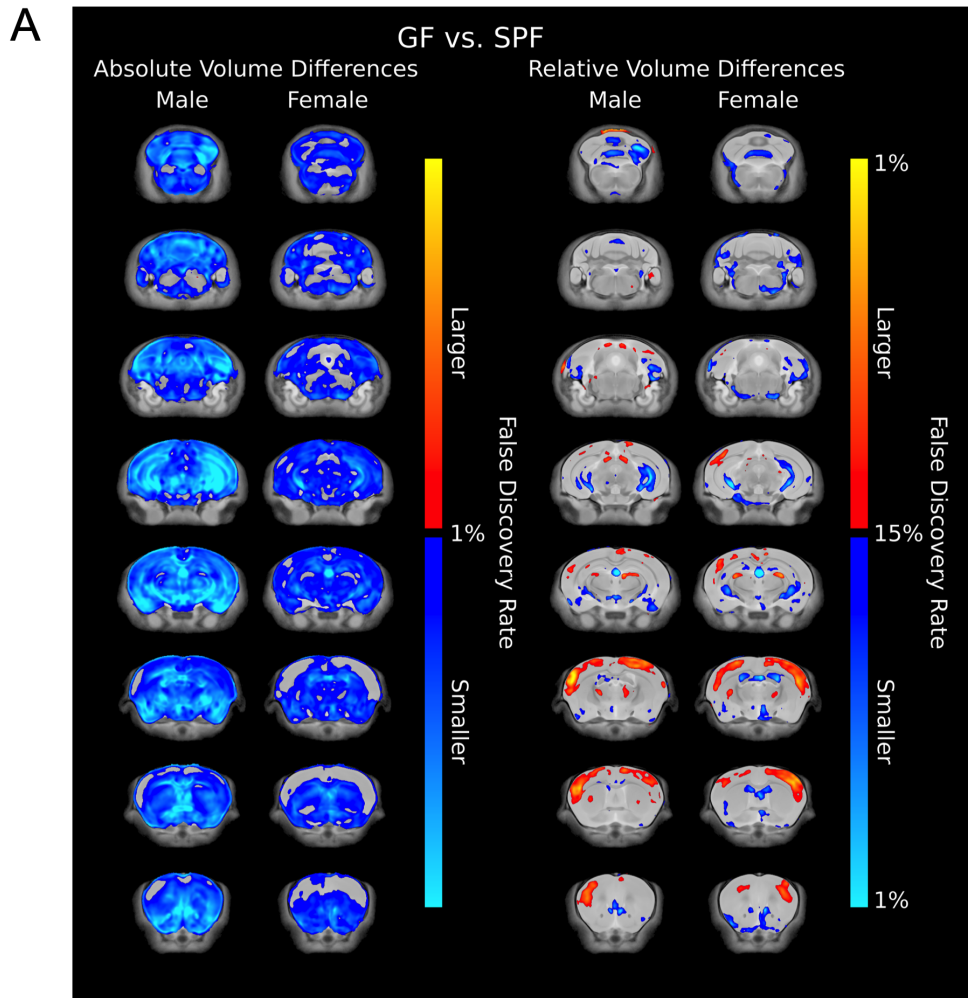 A
GF vs. SPF
Absolute Volume Differences
Male
Female
1%
Larger
Smaller
False Discovery Rate
Relative Volume Differences
Male
Female
1%
15%
1%
Larger
Smaller
False Discovery Rate